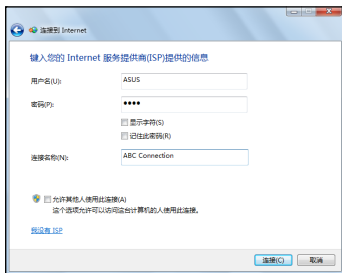 连接到 Internet
键入您的 Internet 服务提供商(ISP)提供的信息
用户名(U):
ASUS
密码(P):
••••
显示字符(S)
记住此密码(R)
连接名称(N):
ABC Connection
允许其他人使用此连接(A)
这个选项允许可以访问这台计算机的人使用此连接。
我没有 ISP
连接(C)
取消